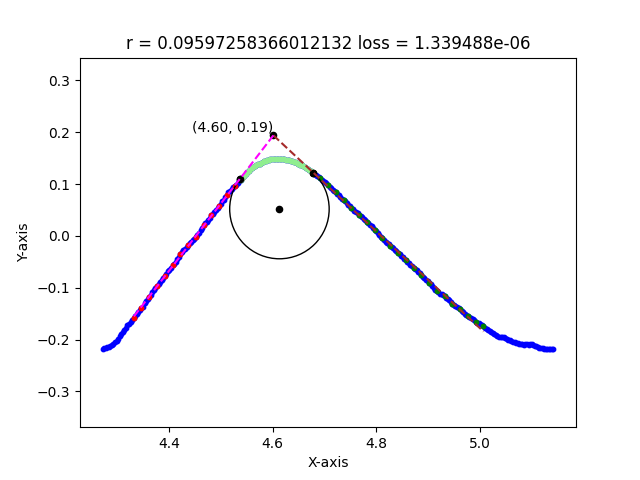 r = 0.09597258366012132 loss = 1.339488e-06
0.3
(4.60, 0.19)
0.2
0.1
Y-axis
0.0
−0.1
−0.2
−0.3
4.4 4.6 4.8 5.0
X-axis